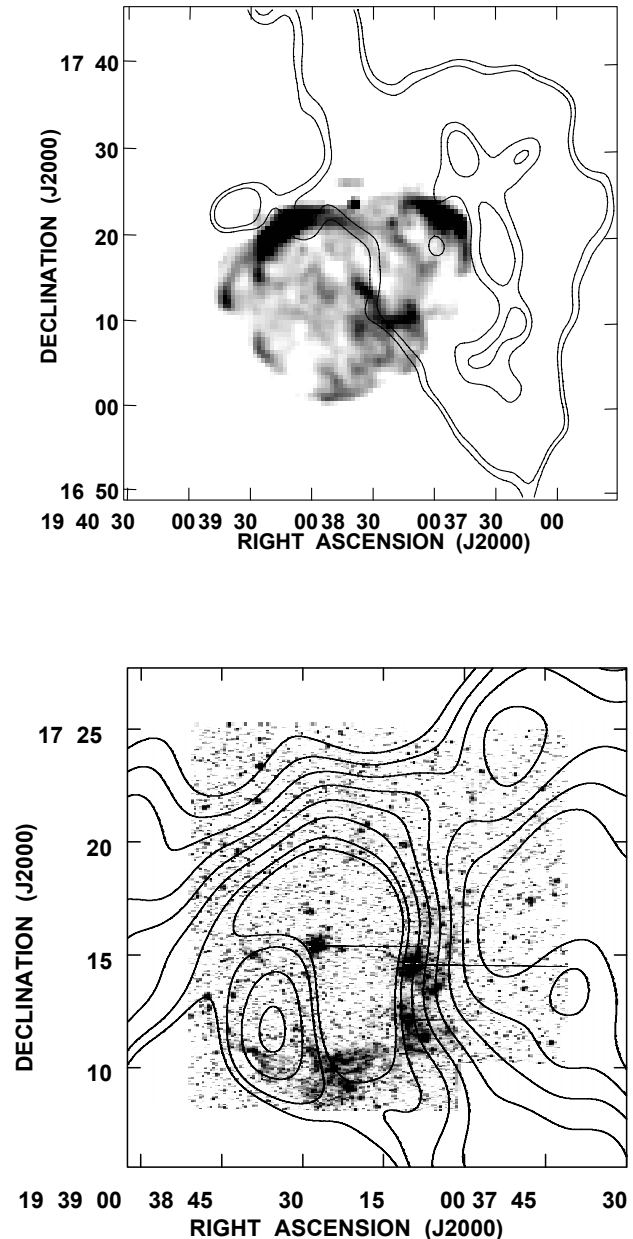 17 40
30
20
10
00
16 50
DECLINATION (J2000)
19 40 30 00 39 30 00 38 30 00 37 30 00
RIGHT ASCENSION (J2000)
17 25
20
15
10
DECLINATION (J2000)
19 39 00 38 45 30 15 00 37 45 30
RIGHT ASCENSION (J2000)